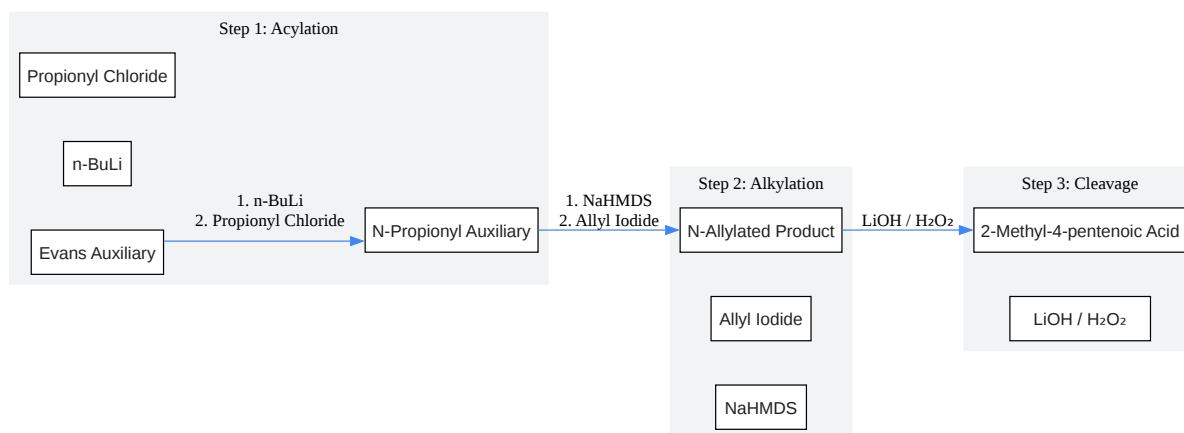 Step 1: Acylation
Propionyl Chloride
n-BuLi
Evans Auxiliary
1. n-BuLi
2. Propionyl Chloride
N-Propionyl Auxiliary
1. NaHMDS
2. Allyl Iodide
Step 2: Alkylation
N-Allylated Product
Allyl Iodide
NaHMDS
LiOH / H₂O₂
Step 3: Cleavage
2-Methyl-4-pentenoic Acid
LiOH / H₂O₂